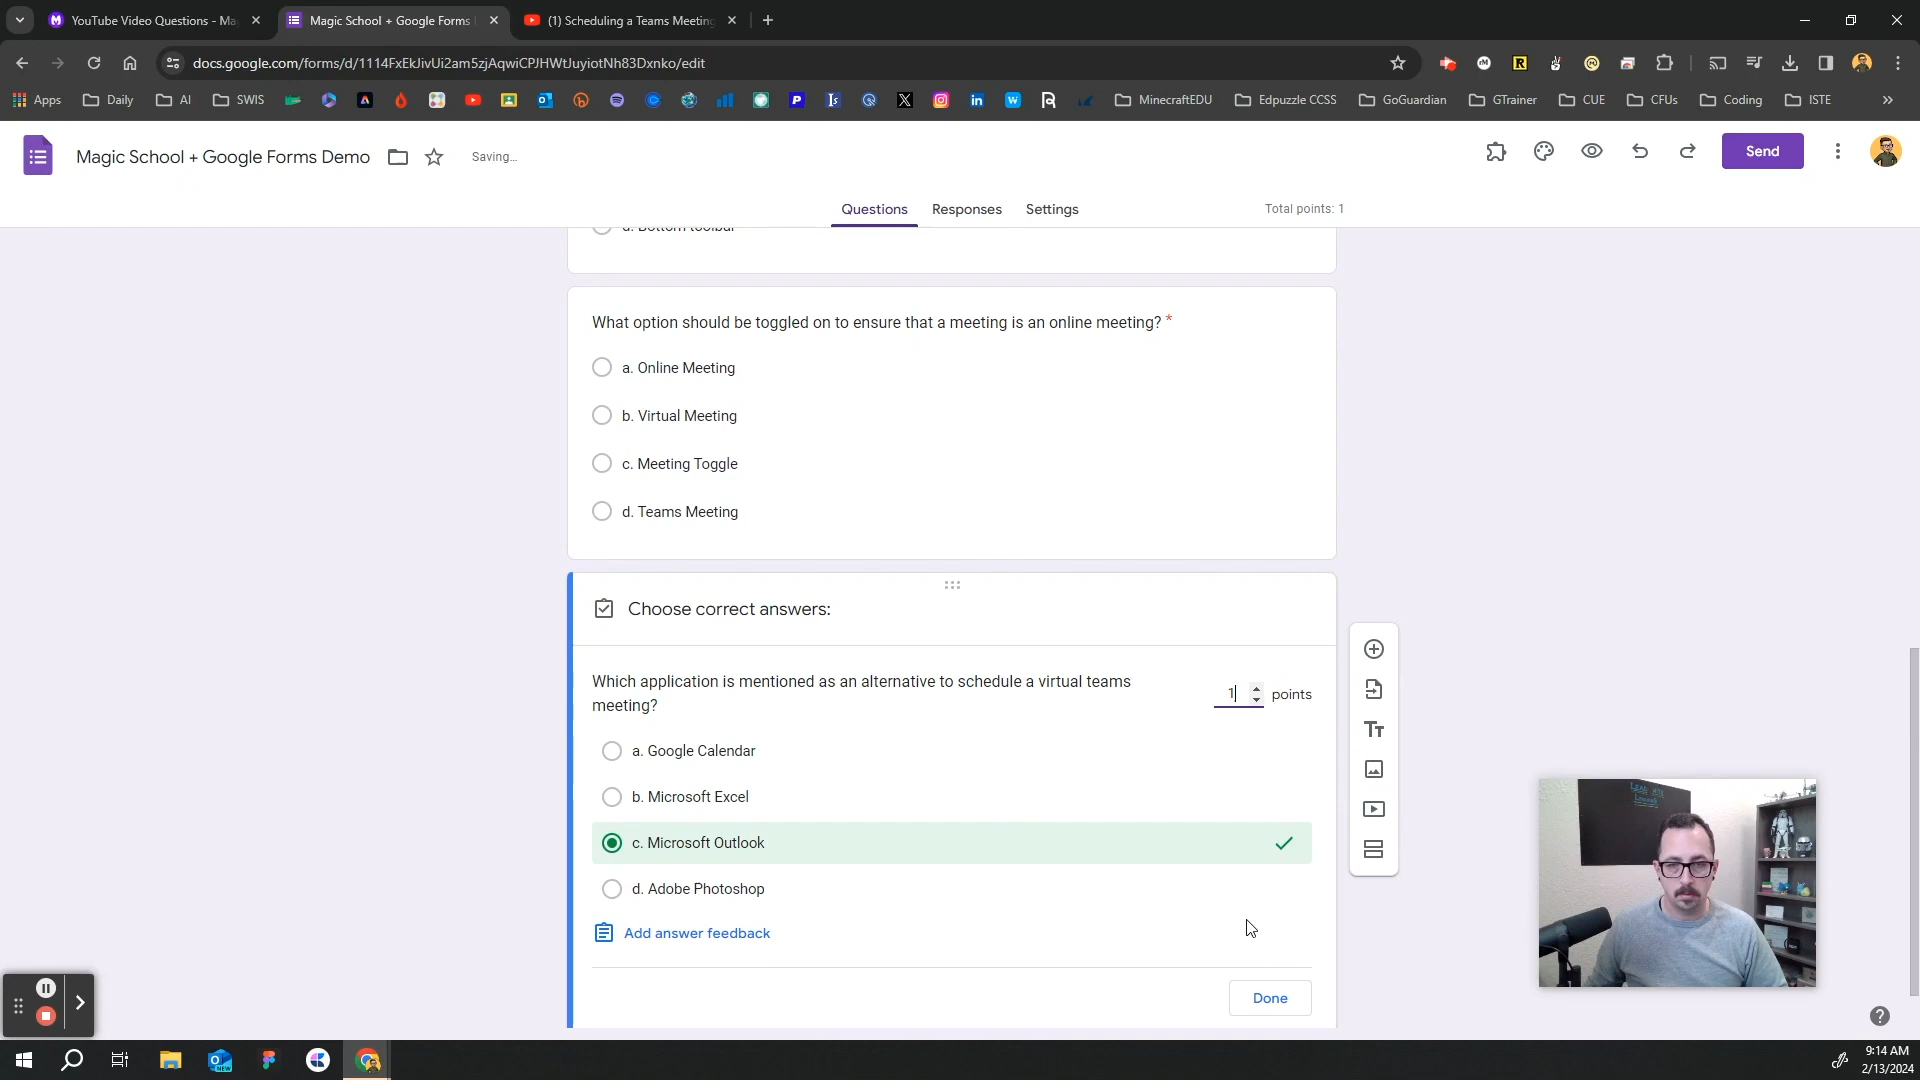 YouTube Video Questions - Ma
Magic School + Google Forms
(1) Scheduling a Teams Meeting
docs.google.com/forms/d/1114FxEkJivUi2am5zjAqwiCPJHWtJuyiotNh83Dxnko/edit
Apps
Daily
AI
SWIS
MinecraftEDU
Edpuzzle CCSS
GoGuardian
GTrainer
CUE
CFUs
Coding
ISTE
Magic School + Google Forms Demo
Saving...
Send
Questions
Responses
Settings
Total points: 1
d. Bottom toolbar
What option should be toggled on to ensure that a meeting is an online meeting? *
a. Online Meeting
b. Virtual Meeting
c. Meeting Toggle
d. Teams Meeting
Choose correct answers:
Which application is mentioned as an alternative to schedule a virtual teams
meeting?
1 points
a. Google Calendar
b. Microsoft Excel
c. Microsoft Outlook
d. Adobe Photoshop
Add answer feedback
Done
9:14 AM
2/13/2024